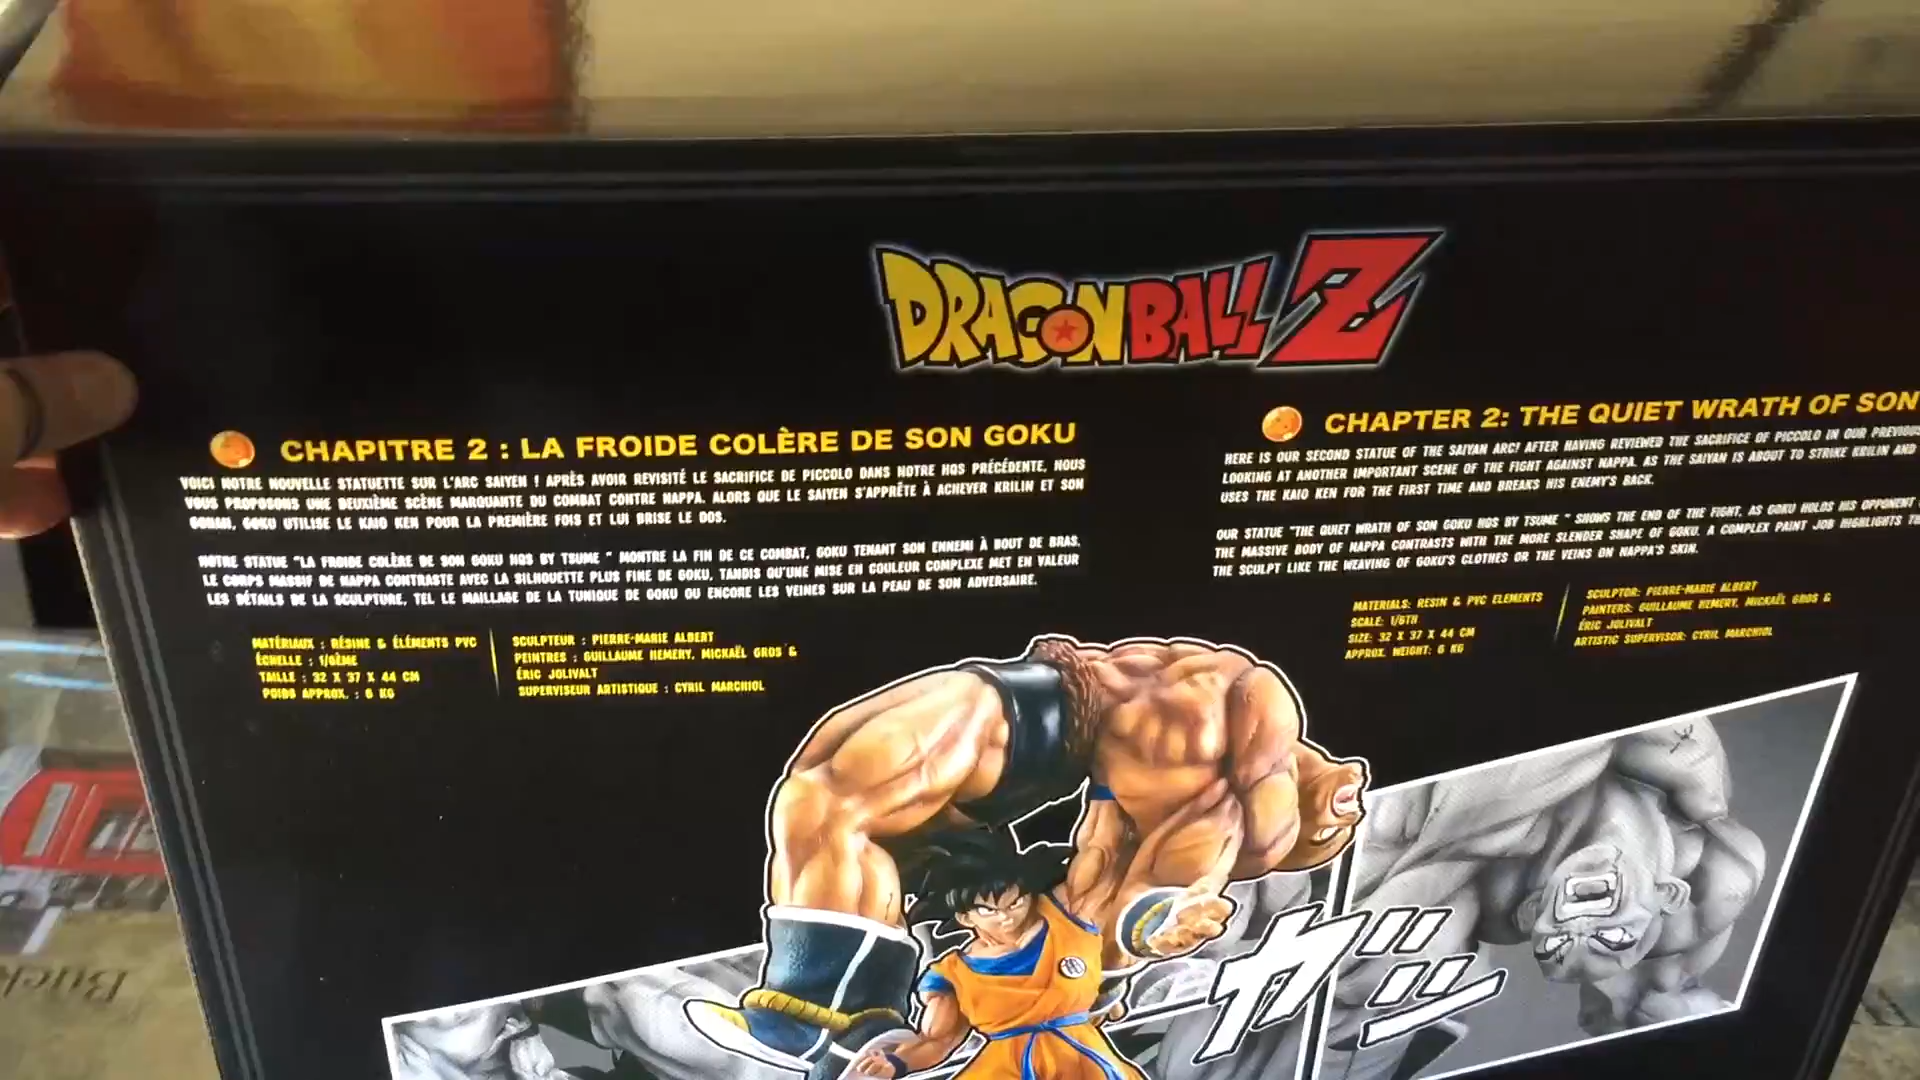 DRAGON BALL Z
CHAPITRE 2 : LA FROIDE COLÈRE DE SON GOKU
VOICI NOTRE NOUVELLE STATUETTE SUR L'ARC SAIYEN ! APRÈS AVOIR REVISITÉ LE SACRIFICE DE PICCOLO DANS NOTRE HQS PRÉCÉDENTE, NOUS
VOUS PROPOSONS UNE DEUXIÈME SCÈNE MARQUANTE DU COMBAT CONTRE NAPPA. ALORS QUE LE SAIYEN S'APPRÊTE À ACHEVER KRILIN ET SON
GOHAN, GOKU UTILISE LE KAIO KEN POUR LA PREMIÈRE FOIS ET LUI BRISE LE DOS.
NOTRE STATUE "LA FROIDE COLÈRE DE SON GOKU HQS BY TSUME " MONTRE LA FIN DE CE COMBAT, GOKU TENANT SON ENNEMI À BOUT DE BRAS.
LE CORPS MASSIF DE NAPPA CONTRASTE AVEC LA SILHOUETTE PLUS FINE DE GOKU, TANDIS QU'UNE MISE EN COULEUR COMPLEXE MET EN VALEUR
LES DÉTAILS DE LA SCULPTURE, TEL LE MAILLAGE DE LA TUNIQUE DE GOKU OU ENCORE LES VEINES SUR LA PEAU DE SON ADVERSAIRE.
MATÉRIAUX : RÉSINE & ÉLÉMENTS PVC
ÉCHELLE : 1/6ÈME
TAILLE : 32 X 37 X 44 CM
POIDS APPROX. : 6 KG
SCULPTEUR : PIERRE-MARIE ALBERT
PEINTRES : GUILLAUME HEMERY, MICKAËL GROS &
ÉRIC JOLIVALT
SUPERVISEUR ARTISTIQUE : CYRIL MARCHIOL
CHAPTER 2: THE QUIET WRATH OF SON
HERE IS OUR SECOND STATUE OF THE SAIYAN ARC! AFTER HAVING REVIEWED THE SACRIFICE OF PICCOLO IN OUR PREVIOUS
LOOKING AT ANOTHER IMPORTANT SCENE OF THE FIGHT AGAINST NAPPA. AS THE SAIYAN IS ABOUT TO STRIKE KRILIN AND
USES THE KAIO KEN FOR THE FIRST TIME AND BREAKS HIS ENEMY'S BACK.
OUR STATUE "THE QUIET WRATH OF SON GOKU HQS BY TSUME " SHOWS THE END OF THE FIGHT, AS GOKU HOLDS HIS OPPONENT
THE MASSIVE BODY OF NAPPA CONTRASTS WITH THE MORE SLENDER SHAPE OF GOKU. A COMPLEX PAINT JOB HIGHLIGHTS
THE SCULPT LIKE THE WEAVING OF GOKU'S CLOTHES OR THE VEINS ON NAPPA'S SKIN.
MATERIALS: RESIN & PVC ELEMENTS
SCALE: 1/6TH
SIZE: 32 X 37 X 44 CM
APPROX. WEIGHT: 6 KG
SCULPTOR: PIERRE-MARIE ALBERT
PAINTERS: GUILLAUME HEMERY, MICKAËL GROS &
ÉRIC JOLIVALT
ARTISTIC SUPERVISOR: CYRIL MARCHIOL
ガッ